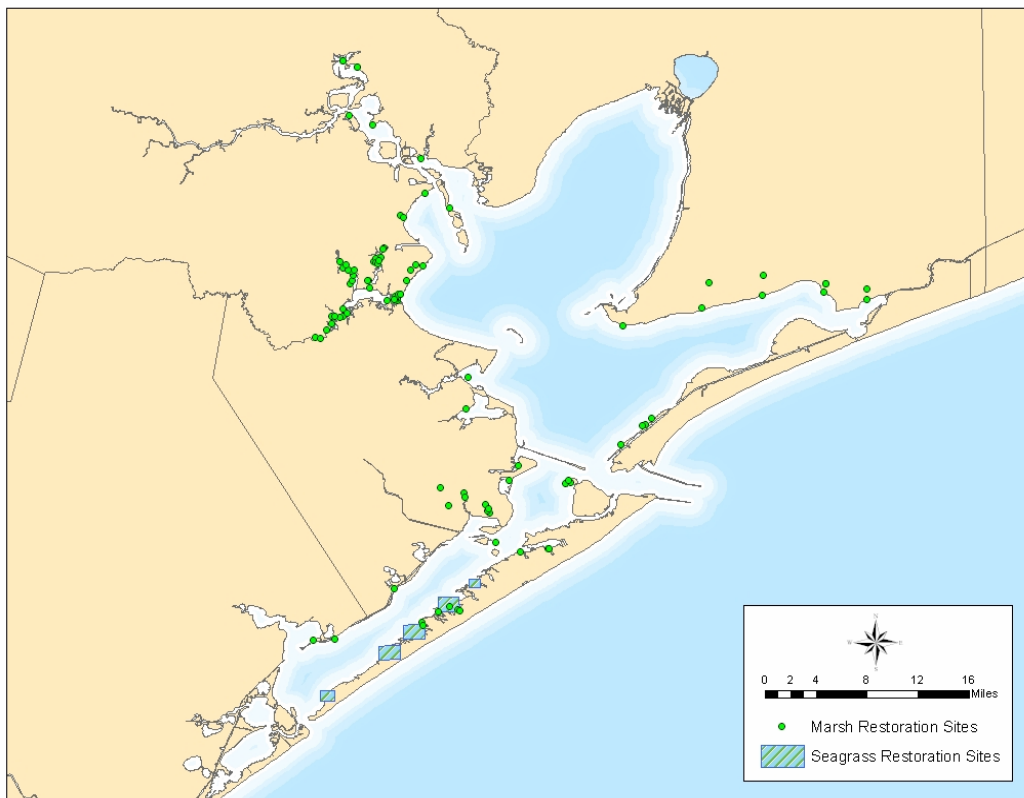 N
W E
S
0 2 4 8 12 16
Miles
Marsh Restoration Sites
Seagrass Restoration Sites